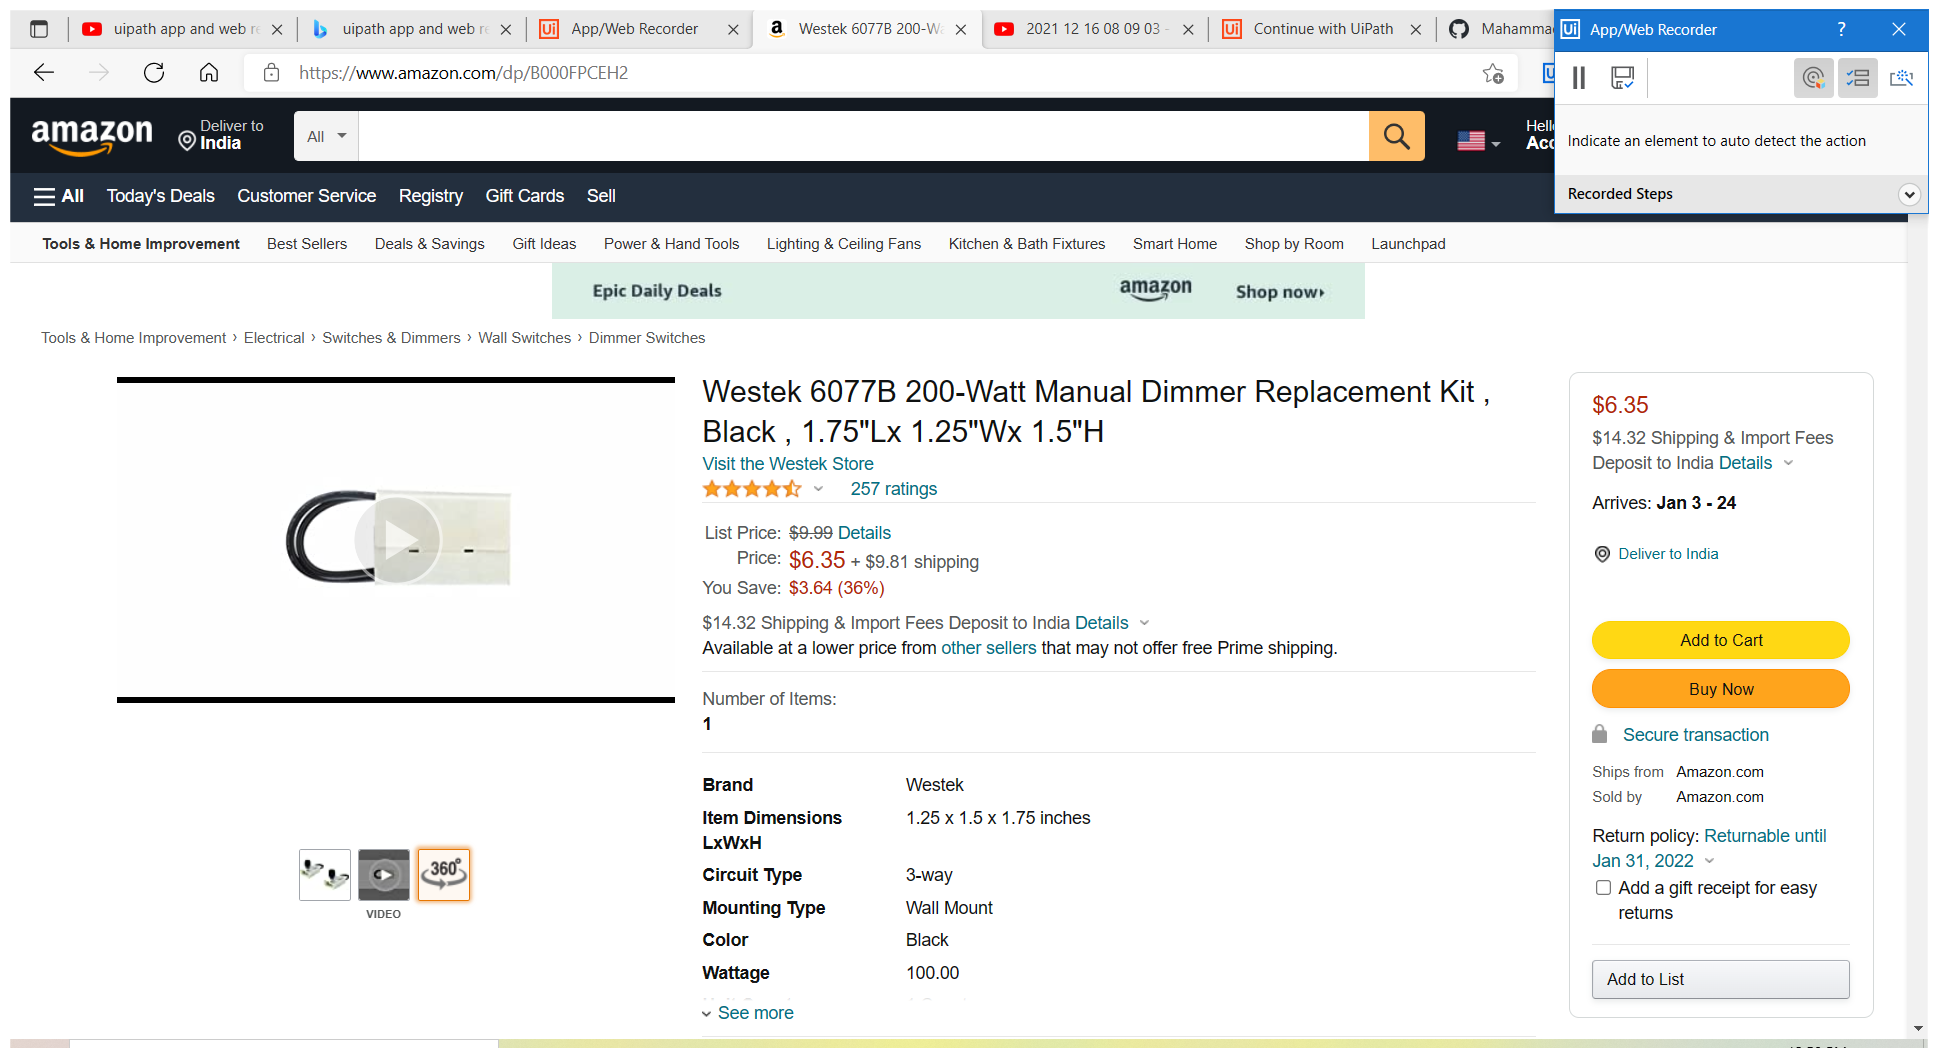 uipath app and web re
uipath app and web re
App/Web Recorder
Westek 6077B 200-Wa
2021 12 16 08 09 03 -
Continue with UiPath
Mahammad
App/Web Recorder
?
https://www.amazon.com/dp/B000FPCEH2
Indicate an element to auto detect the action
Recorded Steps
amazon
Deliver to
India
All
Hello
Acc
All
Today's Deals
Customer Service
Registry
Gift Cards
Sell
Tools & Home Improvement
Best Sellers
Deals & Savings
Gift Ideas
Power & Hand Tools
Lighting & Ceiling Fans
Kitchen & Bath Fixtures
Smart Home
Shop by Room
Launchpad
Epic Daily Deals
amazon
Shop now
Tools & Home Improvement › Electrical › Switches & Dimmers › Wall Switches › Dimmer Switches
Westek 6077B 200-Watt Manual Dimmer Replacement Kit ,
Black , 1.75"Lx 1.25"Wx 1.5"H
Visit the Westek Store
257 ratings
List Price: $9.99 Details
Price: $6.35 + $9.81 shipping
You Save: $3.64 (36%)
$14.32 Shipping & Import Fees Deposit to India Details
Available at a lower price from other sellers that may not offer free Prime shipping.
Number of Items:
1
Brand Westek
Item Dimensions 1.25 x 1.5 x 1.75 inches
LxWxH
Circuit Type 3-way
Mounting Type Wall Mount
Color Black
Wattage 100.00
See more
360°
VIDEO
$6.35
$14.32 Shipping & Import Fees
Deposit to India Details
Arrives: Jan 3 - 24
Deliver to India
Add to Cart
Buy Now
Secure transaction
Ships from Amazon.com
Sold by Amazon.com
Return policy: Returnable until
Jan 31, 2022
Add a gift receipt for easy
returns
Add to List